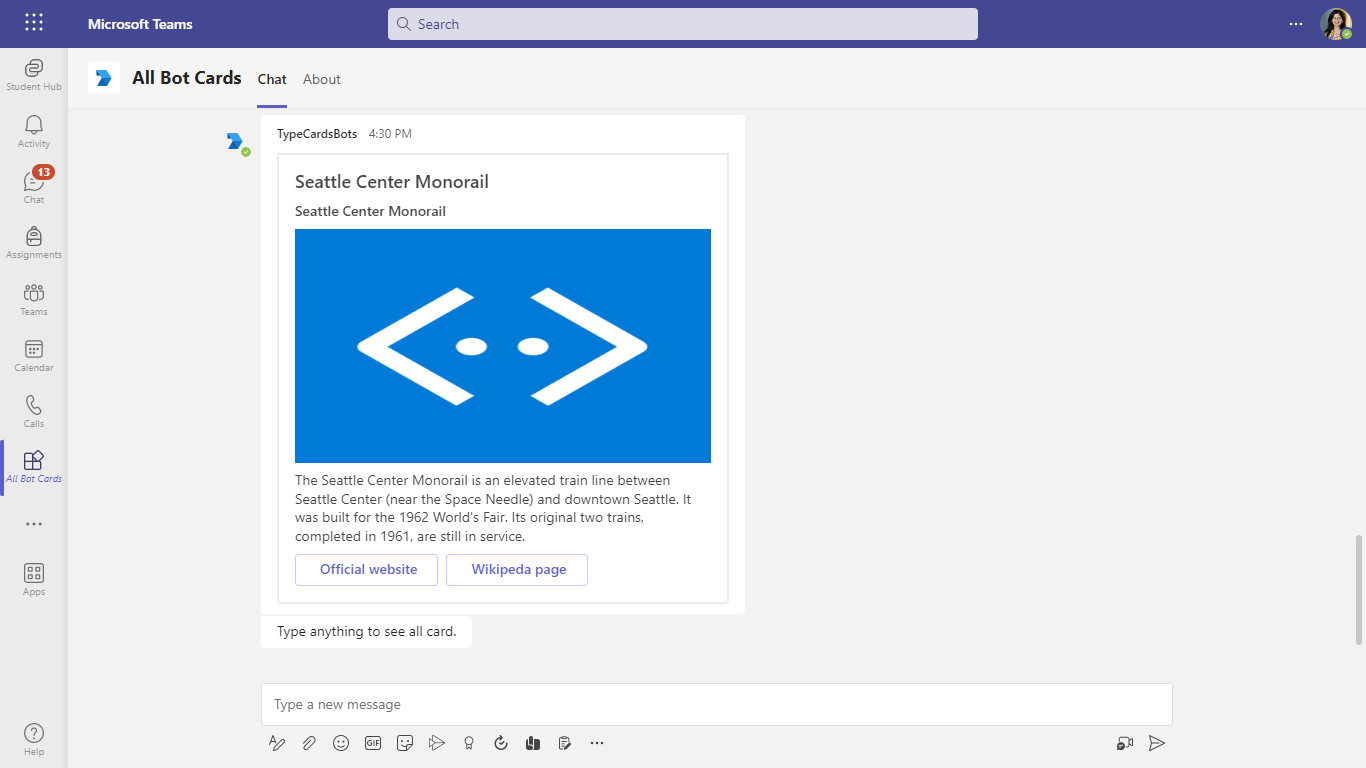 Microsoft Teams
Search
Student Hub
Activity
13
Chat
Assignments
Teams
Calendar
Calls
All Bot Cards
Apps
Help
All Bot Cards
Chat
About
TypeCardsBots 4:30 PM
Seattle Center Monorail
Seattle Center Monorail
The Seattle Center Monorail is an elevated train line between
Seattle Center (near the Space Needle) and downtown Seattle. It
was built for the 1962 World's Fair. Its original two trains,
completed in 1961, are still in service.
Official website
Wikipeda page
Type anything to see all card.
Type a new message
GIF